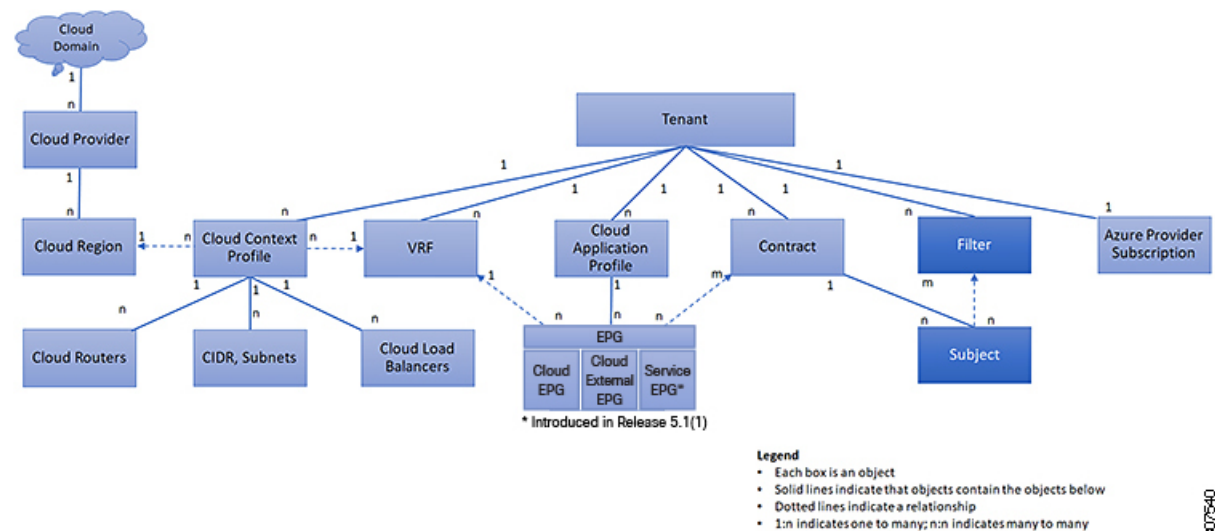 Cloud
Domain
1
n
Cloud Provider
Tenant
1
n
1
1
1
1
1
1
n
n
n
n
n
1
Cloud Region
1
n
Cloud Context
Profile
n
1
VRF
Cloud
Application
Profile
Contract
Filter
Azure Provider
Subscription
1
1
1
1
1
m
1
m
n
n
n
n
n
n
n
n
Cloud Routers
CIDR, Subnets
Cloud Load
Balancers
EPG
Cloud
EPG
Cloud
External
EPG
Service
EPG*
Subject
* Introduced in Release 5.1(1)
Legend
• Each box is an object
• Solid lines indicate that objects contain the objects below
• Dotted lines indicate a relationship
• 1:n indicates one to many; n:n indicates many to many